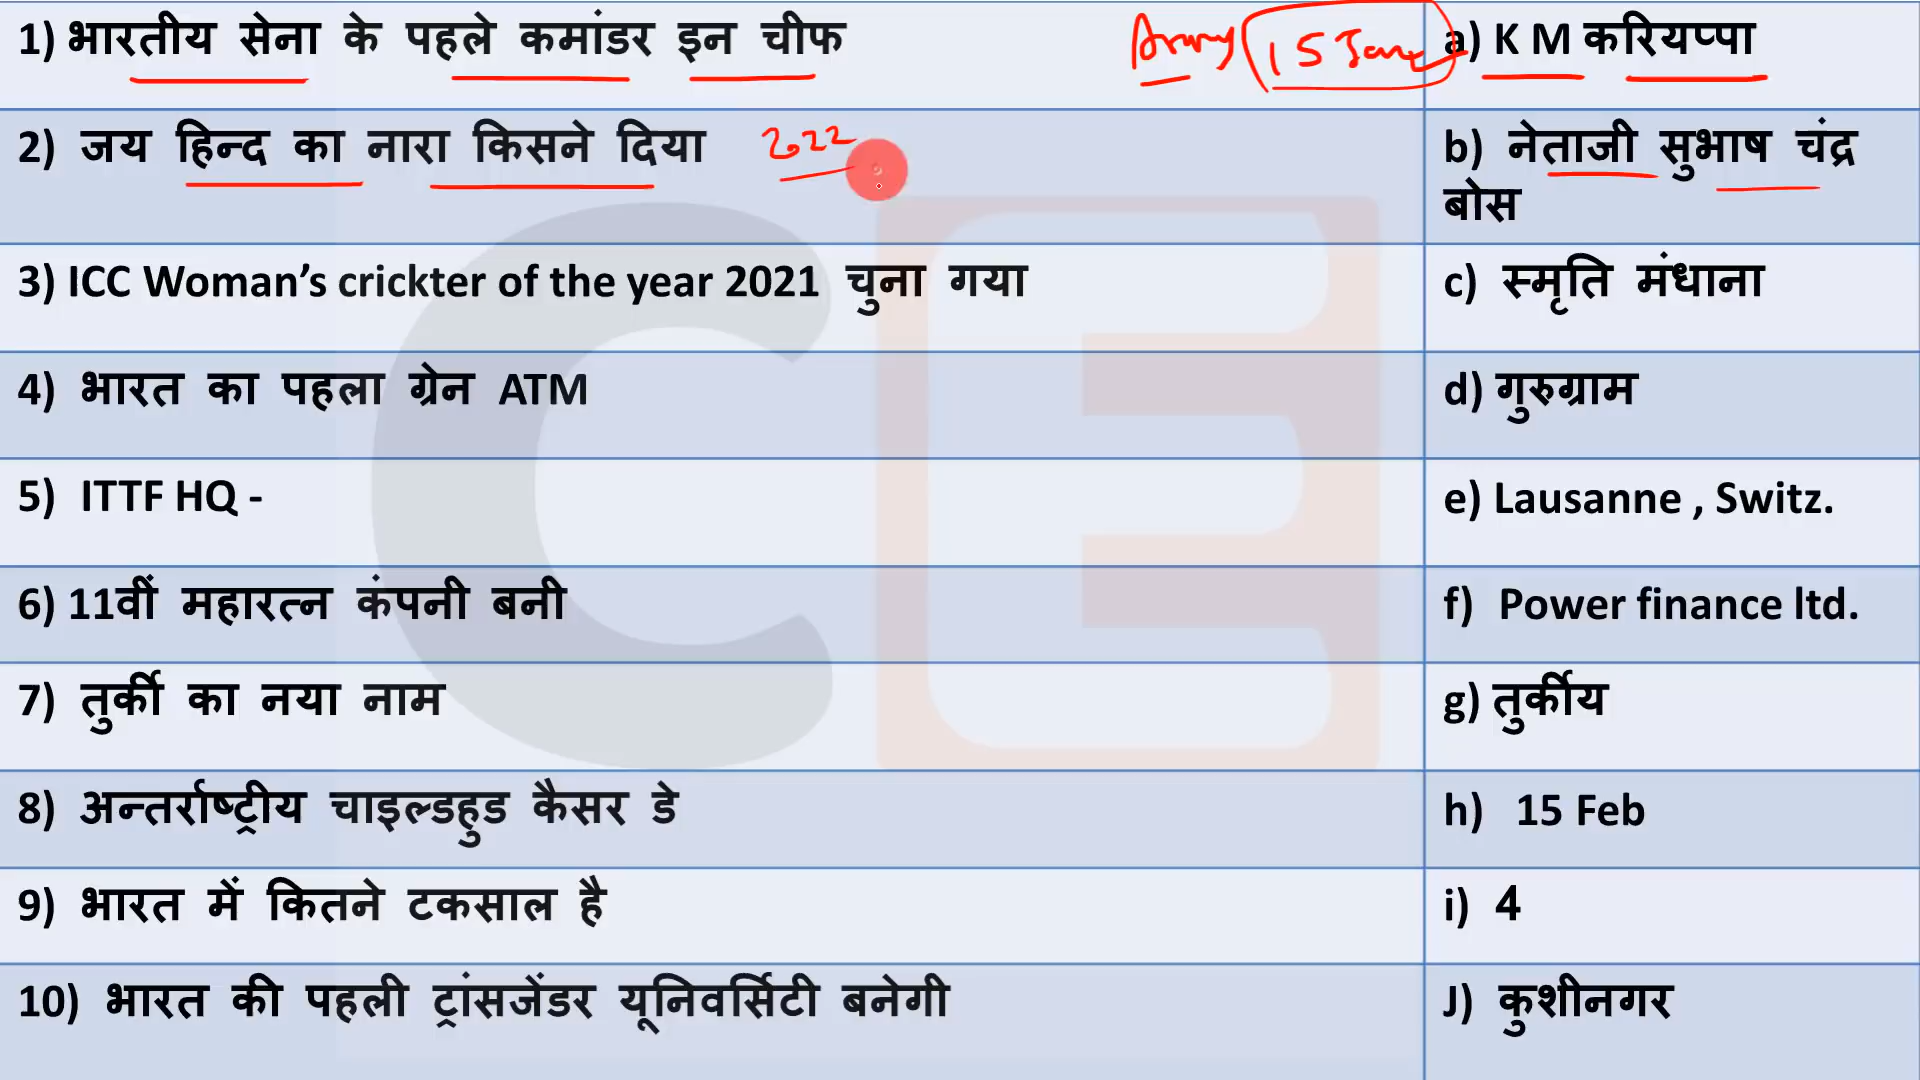 1) भारतीय सेना के पहले कमांडर इन चीफ
Army 15 Jan
a) K M करियप्पा
2) जय हिन्द का नारा किसने दिया
2022
b) नेताजी सुभाष चंद्र
बोस
3) ICC Woman’s crickter of the year 2021 चुना गया
c) स्मृति मंधाना
4) भारत का पहला ग्रेन ATM
d) गुरुग्राम
5) ITTF HQ -
e) Lausanne , Switz.
6) 11वीं महारत्न कंपनी बनी
f) Power finance ltd.
7) तुर्की का नया नाम
g) तुर्कीय
8) अन्तर्राष्ट्रीय चाइल्डहुड कैसर डे
h) 15 Feb
9) भारत में कितने टकसाल है
i) 4
10) भारत की पहली ट्रांसजेंडर यूनिवर्सिटी बनेगी
J) कुशीनगर
CE